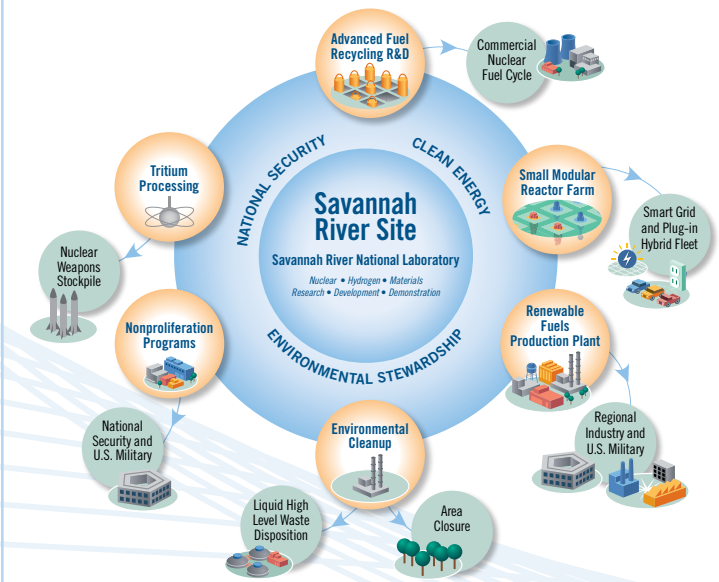 Advanced Fuel
Recycling R&D
Commercial
Nuclear
Fuel Cycle
NATIONAL SECURITY
CLEAN ENERGY
Tritium
Processing
Small Modular
Reactor Farm
Savannah
River Site
Savannah River National Laboratory
Nuclear • Hydrogen • Materials
Research • Development • Demonstration
Smart Grid
and Plug-in
Hybrid Fleet
Nuclear
Weapons
Stockpile
Nonproliferation
Programs
Renewable
Fuels
Production Plant
ENVIRONMENTAL STEWARDSHIP
National
Security and
U.S. Military
Environmental
Cleanup
Regional
Industry and
U.S. Military
Liquid High
Level Waste
Disposition
Area
Closure